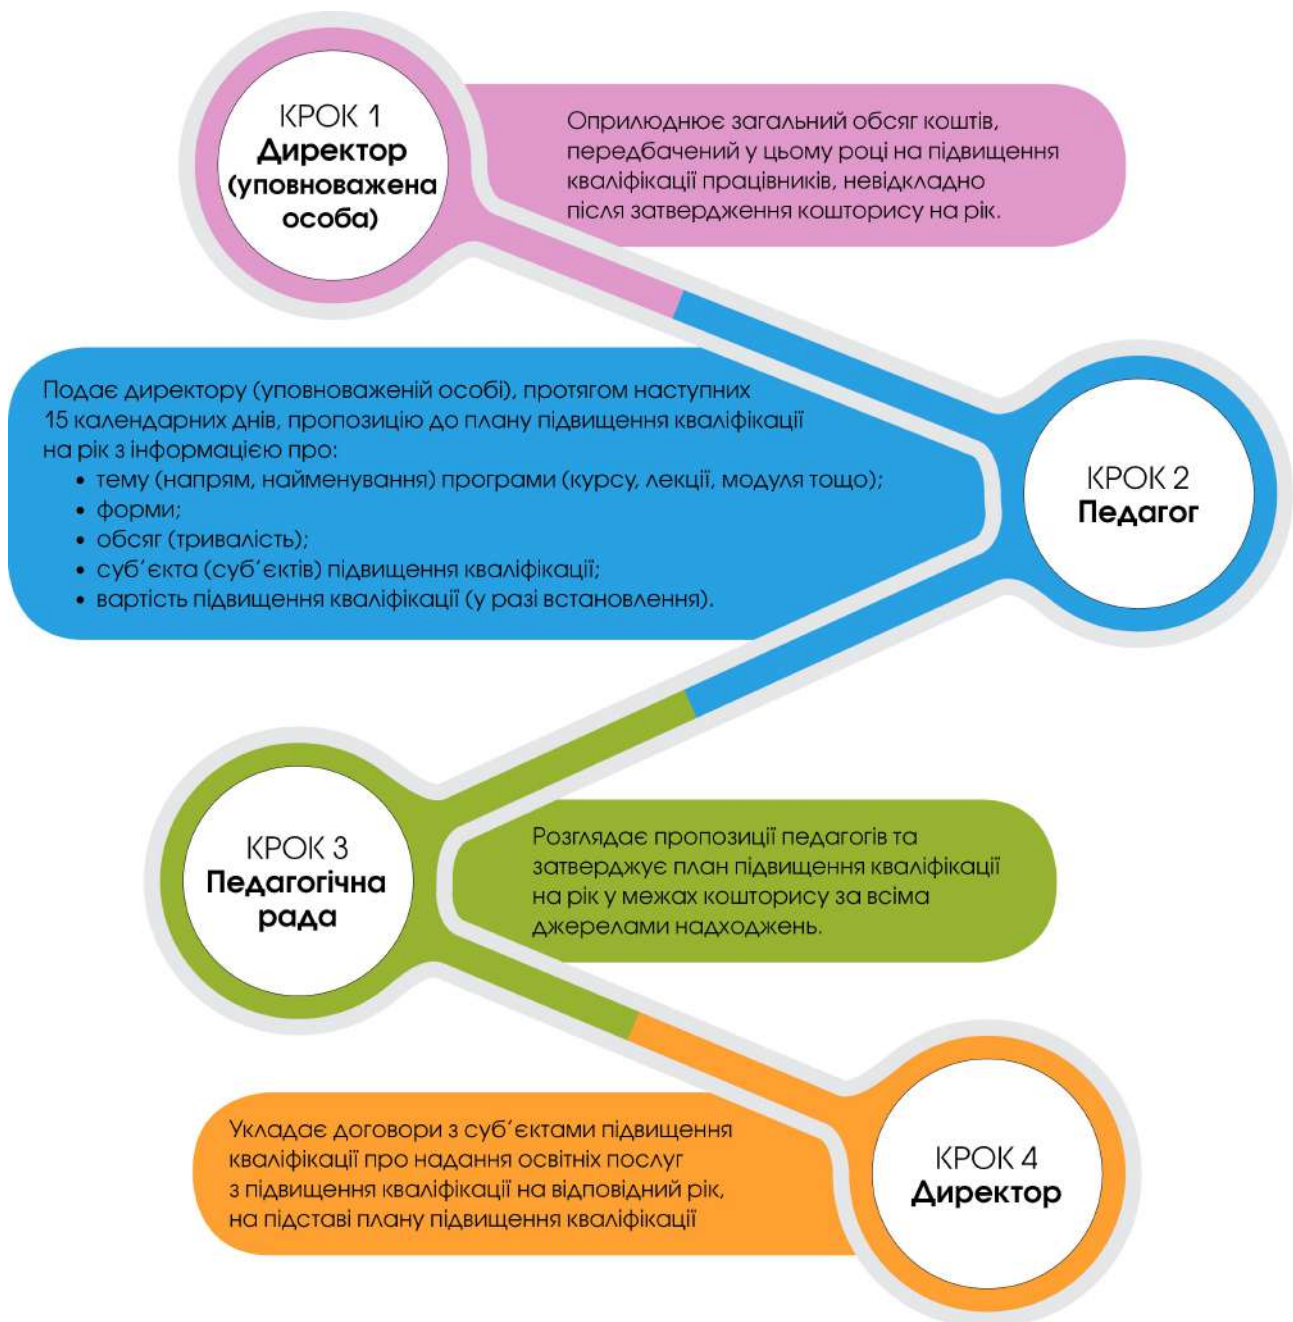 КРОК 1
Директор
(уповноважена
особа)
Оприлюднює загальний обсяг коштів,
передбачений у цьому році на підвищення
кваліфікації працівників, невідкладно
після затвердження кошторису на рік.
Подає директору (уповноваженій особі), протягом наступних
15 календарних днів, пропозицію до плану підвищення кваліфікації
на рік з інформацією про:
• тему (напрям, найменування) програми (курсу, лекції, модуля тощо);
• форми;
• обсяг (тривалість);
• суб’єкта (суб’єктів) підвищення кваліфікації;
• вартість підвищення кваліфікації (у разі встановлення).
КРОК 2
Педагог
КРОК 3
Педагогічна
рада
Розглядає пропозиції педагогів та
затверджує план підвищення кваліфікації
на рік у межах кошторису за всіма
джерелами надходжень.
Укладає договори з суб’єктами підвищення
кваліфікації про надання освітніх послуг
з підвищення кваліфікації на відповідний рік,
на підставі плану підвищення кваліфікації
КРОК 4
Директор